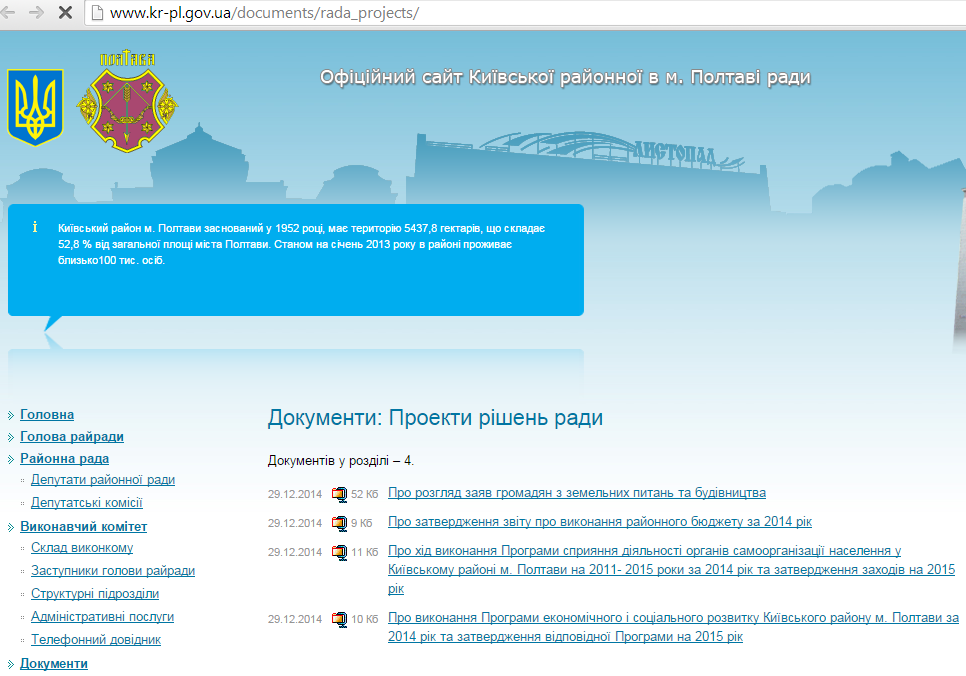 www.kr-pl.gov.ua/documents/rada_projects/
ПОЛТАВА
Офіційний сайт Київської районної в м. Полтаві ради
ЛИСТОПАД
i
Київський район м. Полтави заснований у 1952 році, має територію 5437,8 гектарів, що складає
52,8 % від загальної площі міста Полтави. Станом на січень 2013 року в районі проживає
близько100 тис. осіб.
Головна
Голова райради
Районна рада
Депутати районної ради
Депутатські комісії
Виконавчий комітет
Склад виконкому
Заступники голови райради
Структурні підрозділи
Адміністративні послуги
Телефонний довідник
Документи
Документи: Проекти рішень ради
Документів у розділі – 4.
29.12.2014 52 Кб Про розгляд заяв громадян з земельних питань та будівництва
29.12.2014 9 Кб Про затвердження звіту про виконання районного бюджету за 2014 рік
29.12.2014 11 Кб Про хід виконання Програми сприяння діяльності органів самоорганізації населення у
Київському районі м. Полтави на 2011- 2015 роки за 2014 рік та затвердження заходів на 2015
рік
29.12.2014 10 Кб Про виконання Програми економічного і соціального розвитку Київського району м. Полтави за
2014 рік та затвердження відповідної Програми на 2015 рік